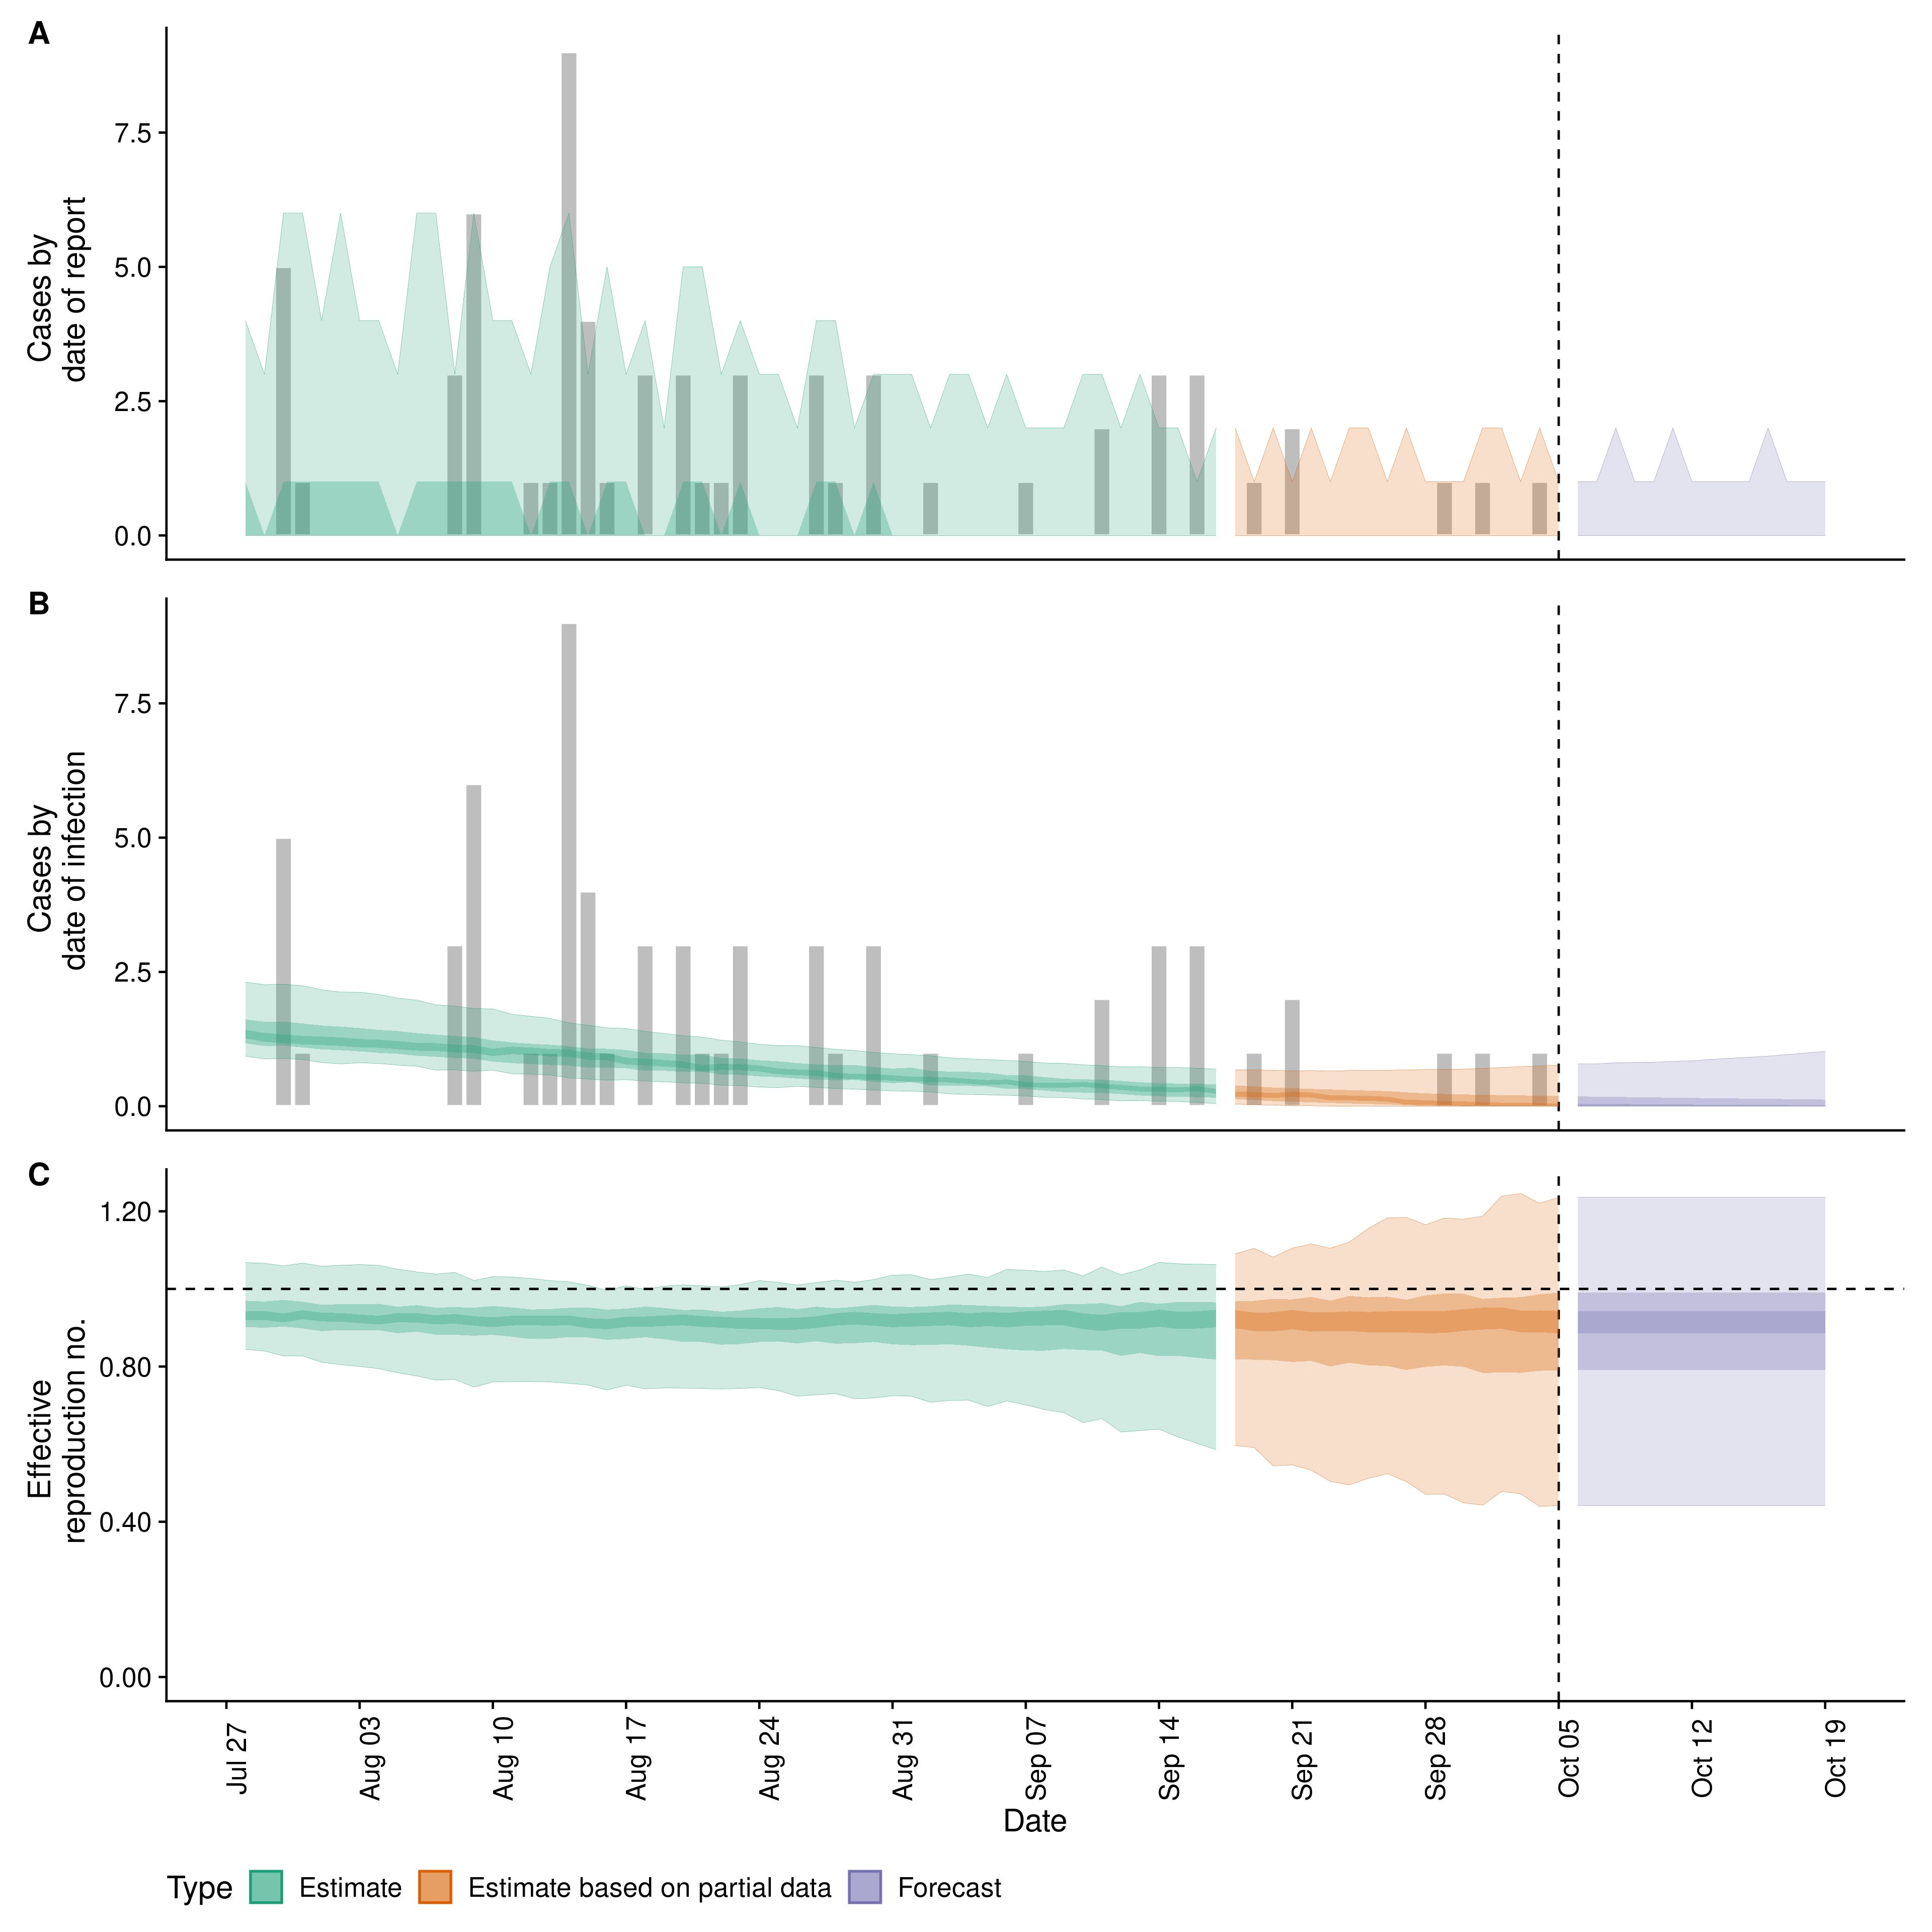 A
Cases by
date of report
7.5
5.0
2.5
0.0
B
Cases by
date of infection
7.5
5.0
2.5
0.0
C
Effective
reproduction no.
1.20
0.80
0.40
0.00
Jul 27
Aug 03
Aug 10
Aug 17
Aug 24
Aug 31
Sep 07
Sep 14
Sep 21
Sep 28
Oct 05
Oct 12
Oct 19
Date
Type Estimate Estimate based on partial data Forecast